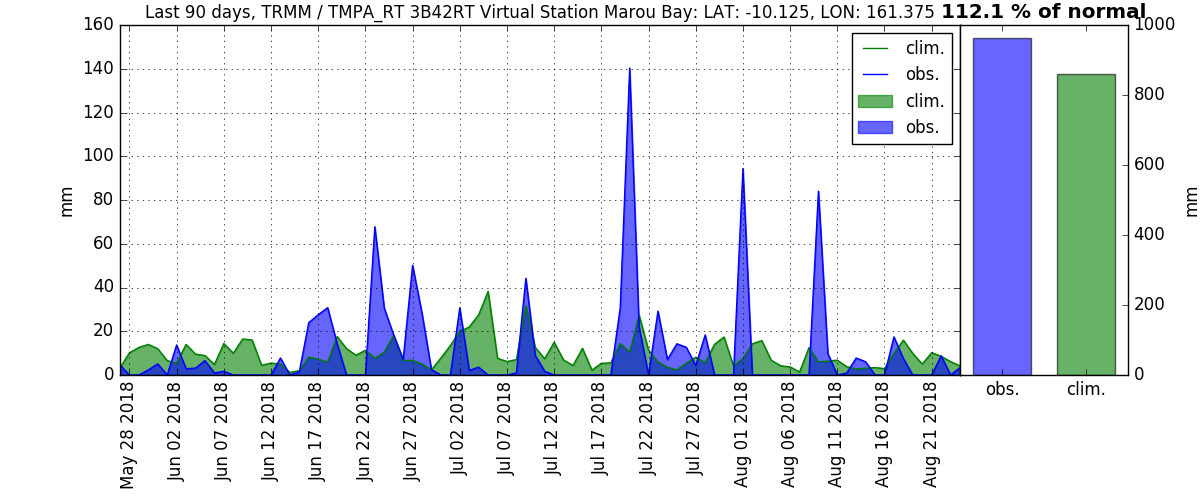 Last 90 days, TRMM / TMPA_RT 3B42RT Virtual Station Marou Bay: LAT: -10.125, LON: 161.375 112.1 % of normal
160
140
120
100
80
60
40
20
0
mm
clim.
obs.
clim.
obs.
May 28 2018
Jun 02 2018
Jun 07 2018
Jun 12 2018
Jun 17 2018
Jun 22 2018
Jun 27 2018
Jul 02 2018
Jul 07 2018
Jul 12 2018
Jul 17 2018
Jul 22 2018
Jul 27 2018
Aug 01 2018
Aug 06 2018
Aug 11 2018
Aug 16 2018
Aug 21 2018
1000
800
600
400
200
0
mm
obs.
clim.